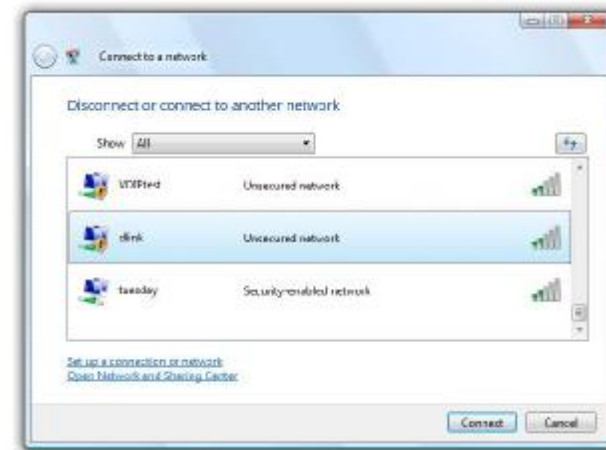 Connect to a network
Disconnect or connect to another network
Show All
VOIPtest Unsecured network
dlink Unsecured network
tuesday Security-enabled network
Set up a connection or network
Open Network and Sharing Center
Connect Cancel